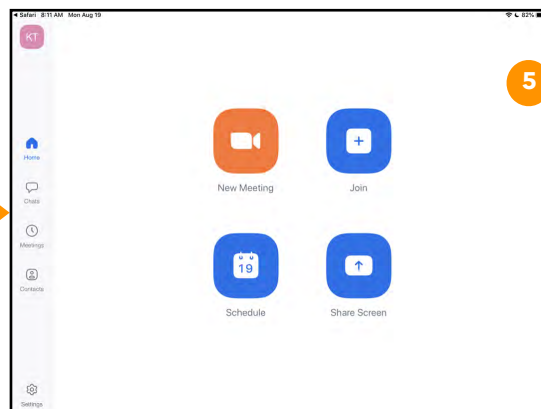 Safari 8:11 AM Mon Aug 19
82%
KT
5
Home
New Meeting
Join
Chats
Meetings
19
Contacts
Schedule
Share Screen
Settings